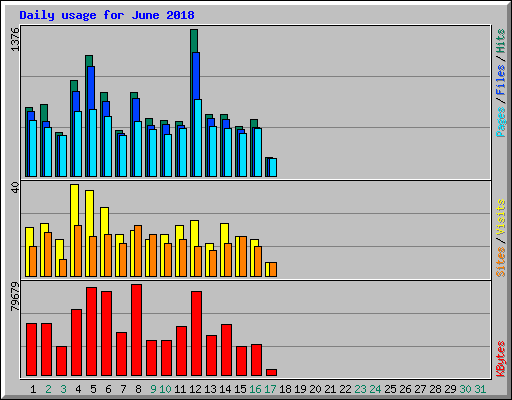 Daily usage for June 2018
1376
40
79679
Pages/Files/Hits
Sites/Visits
KBytes
1 2 3 4 5 6 7 8 9 10 11 12 13 14 15 16 17 18 19 20 21 22 23 24 25 26 27 28 29 30 31